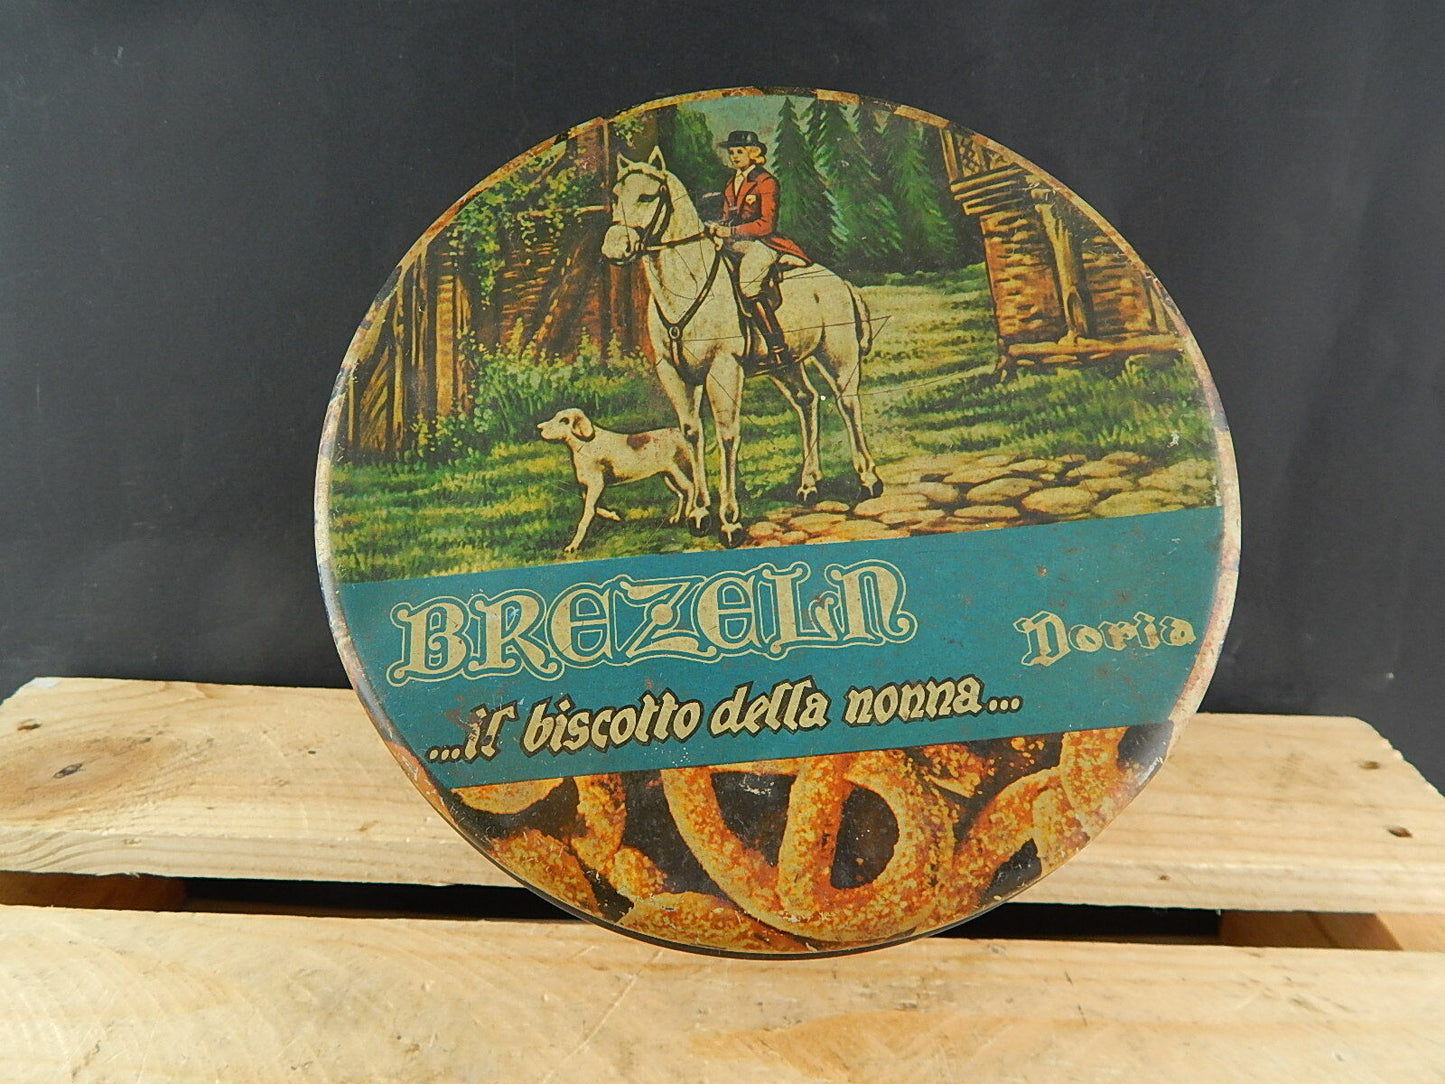 BREZELN
Doria
...il biscotto della nonna...